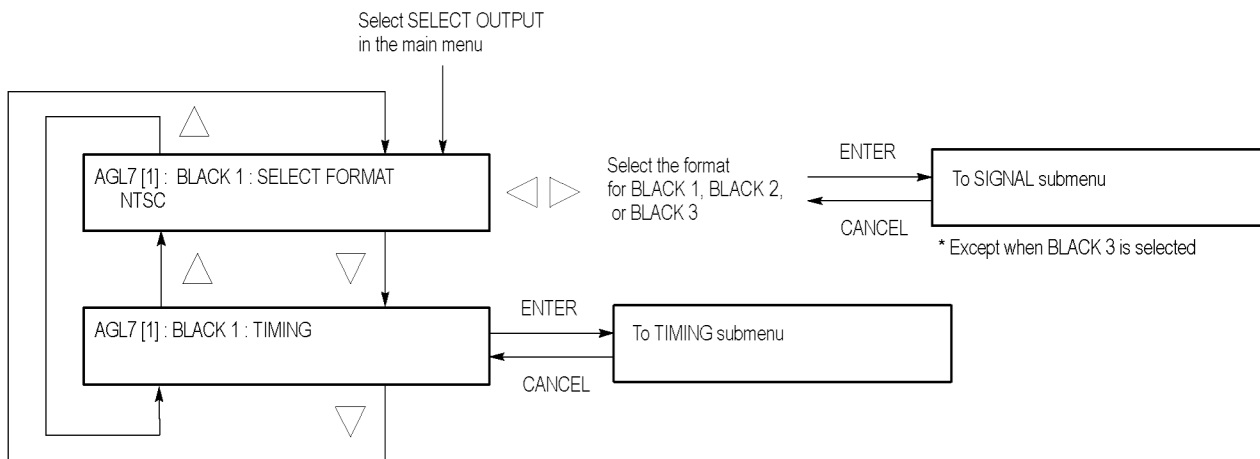 Select SELECT OUTPUT
in the main menu
AGL7 [1] : BLACK 1 : SELECT FORMAT
NTSC
Select the format
for BLACK 1, BLACK 2,
or BLACK 3
ENTER
CANCEL
To SIGNAL submenu
* Except when BLACK 3 is selected
AGL7 [1] : BLACK 1 : TIMING
ENTER
CANCEL
To TIMING submenu